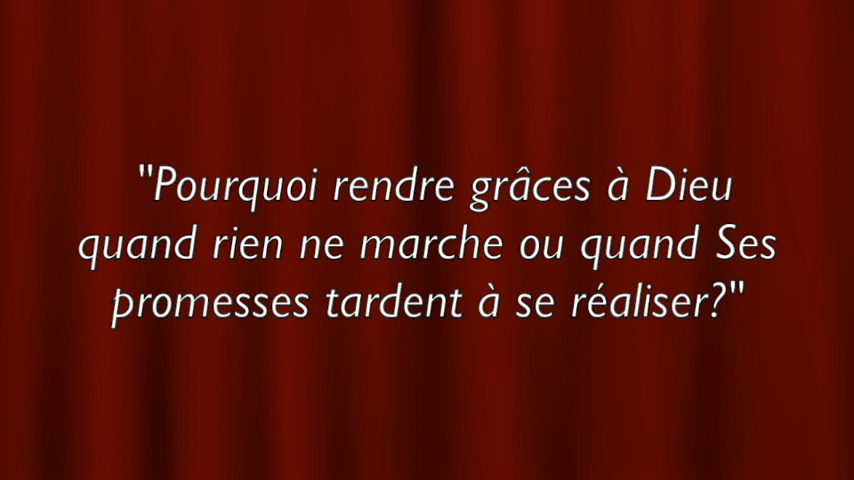 "Pourquoi rendre grâces à Dieu
quand rien ne marche ou quand Ses
promesses tardent à se réaliser?"